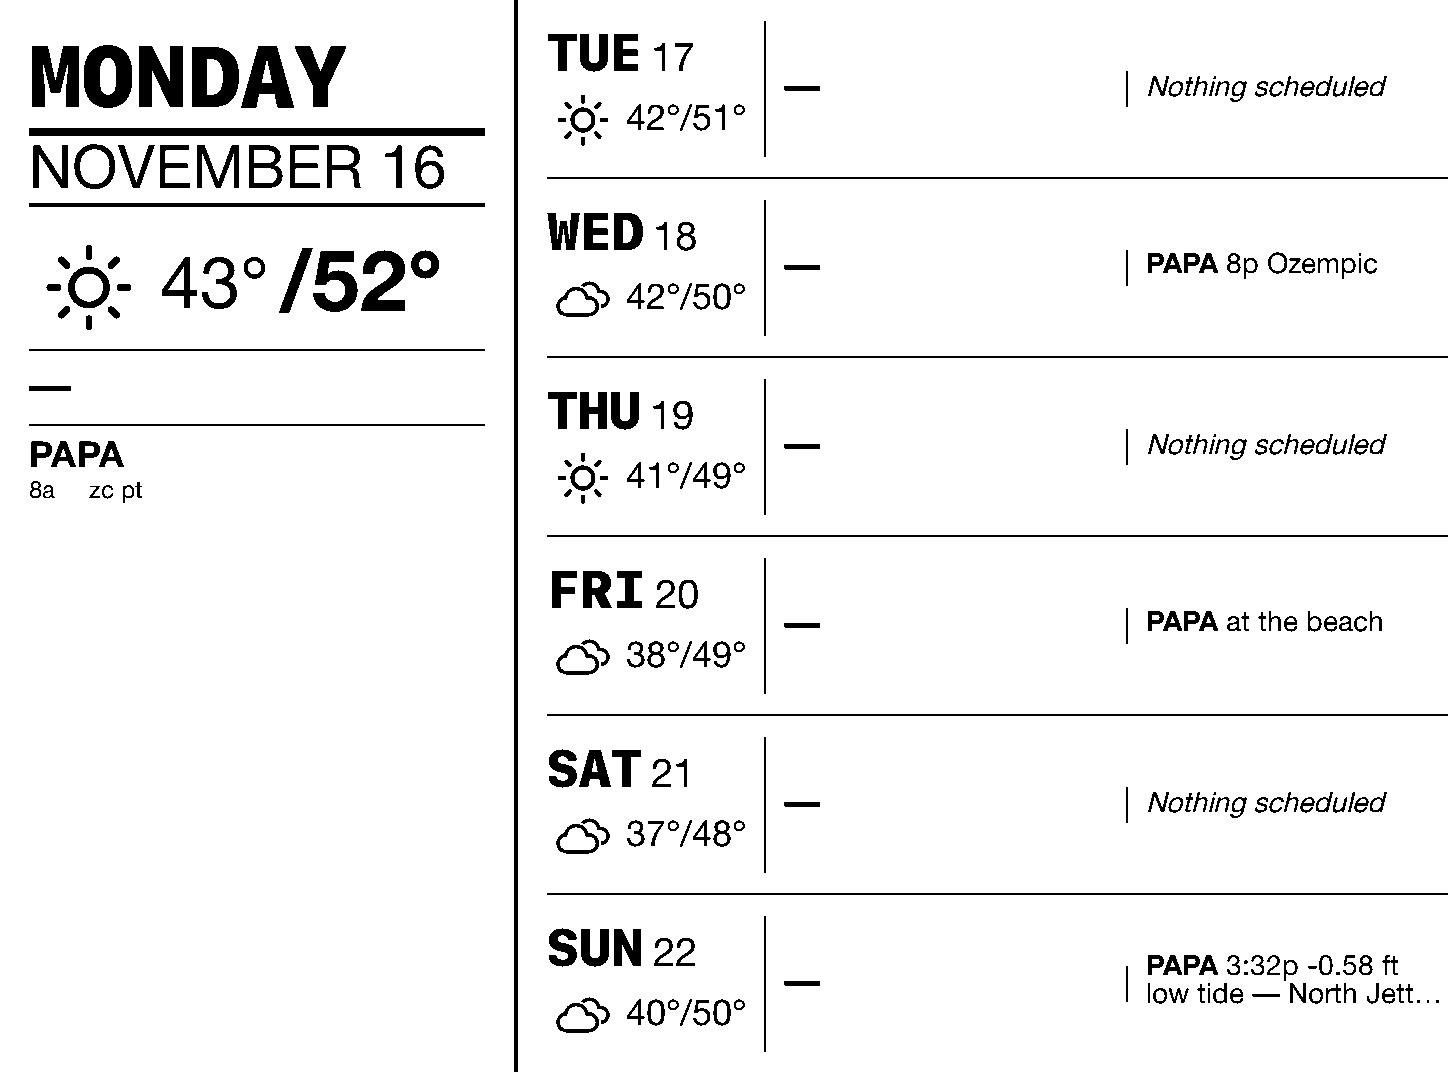 MONDAY
NOVEMBER 16
43° /52°
—
PAPA
8a zc pt
TUE 17
42°/51°
—
Nothing scheduled
WED 18
42°/50°
—
PAPA 8p Ozempic
THU 19
41°/49°
—
Nothing scheduled
FRI 20
38°/49°
—
PAPA at the beach
SAT 21
37°/48°
—
Nothing scheduled
SUN 22
40°/50°
—
PAPA 3:32p -0.58 ft
low tide — North Jett…